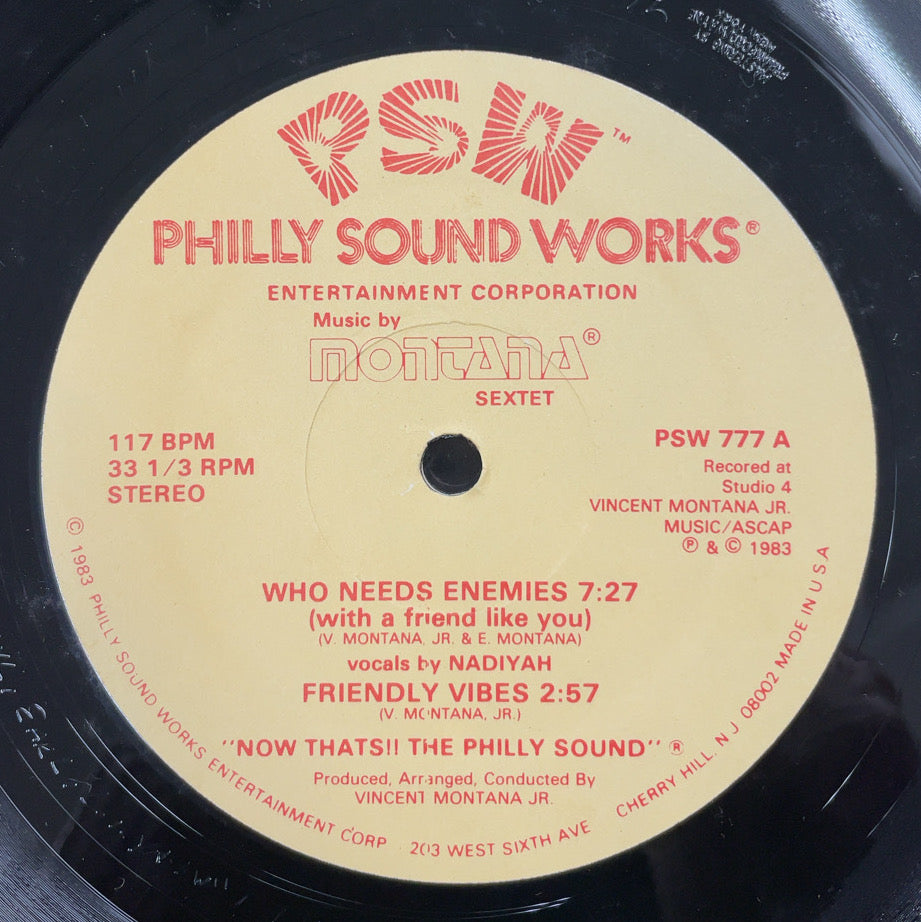 PSW™
PHILLY SOUND WORKS®
ENTERTAINMENT CORPORATION
Music by
MONTANA®
SEXTET
117 BPM
33 1/3 RPM
STEREO
PSW 777 A
Recored at
Studio 4
VINCENT MONTANA JR.
MUSIC/ASCAP
℗ & © 1983
WHO NEEDS ENEMIES 7:27
(with a friend like you)
(V. MONTANA, JR. & E. MONTANA)
vocals by NADIYAH
FRIENDLY VIBES 2:57
(V. MONTANA, JR.)
"NOW THATS!! THE PHILLY SOUND" ®
Produced, Arranged, Conducted By
VINCENT MONTANA JR.
© 1983 PHILLY SOUND WORKS ENTERTAINMENT CORP · 203 WEST SIXTH AVE CHERRY HILL, N J 08002 MADE IN U S A